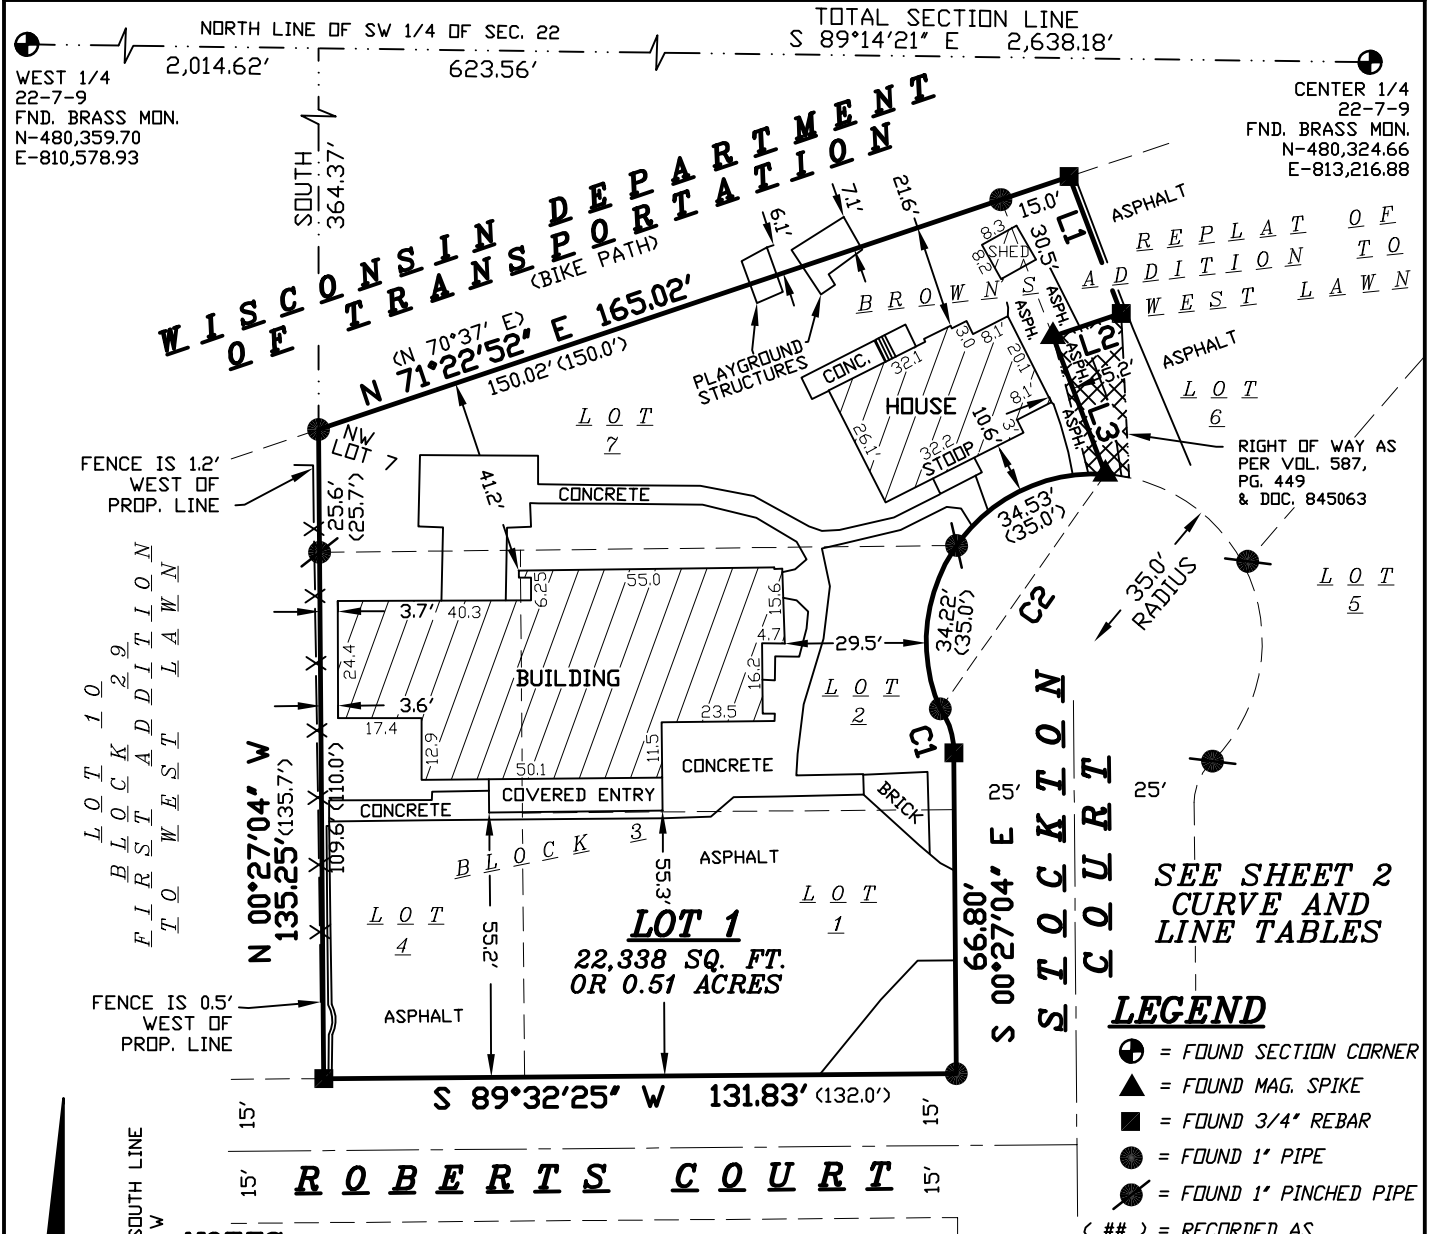 NORTH LINE OF SW 1/4 OF SEC. 22
TOTAL SECTION LINE
S 89°14'21" E 2,638.18'
2,014.62'
623.56'
WEST 1/4
22-7-9
FND. BRASS MON.
N-480,359.70
E-810,578.93
CENTER 1/4
22-7-9
FND. BRASS MON.
N-480,324.66
E-813,216.88
SOUTH
364.37'
WISCONSIN DEPARTMENT
OF TRANSPORTATION
(BIKE PATH)
(N 70°37' E)
N 71°22'52" E 165.02'
150.02' (150.0')
6.1'
7.1'
21.6'
15.0'
L1
30.5'
8.3
8.2
SHED
ASPHALT
REPLAT OF
BROWNS ADDITION TO
WEST LAWN
ASPH.
ASPH.
ASPH.
ASPH.
L2
5.2'
L3
ASPHALT
LOT
6
PLAYGROUND
STRUCTURES
CONC.
32.1
3.0
8.1'
20.1
HOUSE
26.1'
32.2
10.6'
8.1'
3'
STOOP
LOT
7
NW
LOT 7
FENCE IS 1.2'
WEST OF
PROP. LINE
25.6'
(25.7')
41.2'
CONCRETE
34.53'
(35.0')
RIGHT OF WAY AS
PER VOL. 587,
PG. 449
& DOC. 845063
35.0'
RADIUS
C2
LOT
5
LOT 10
BLOCK 29
FIRST ADDITION
TO WEST LAWN
3.7'
40.3
6.25
55.0
15.6
4.7
29.5'
34.22'
(35.0')
24.4
BUILDING
16.2
3.6'
17.4
12.9
50.1
11.5
23.5
LOT
2
C1
CONCRETE
COVERED ENTRY
CONCRETE
BRICK
25'
25'
STOCKTON
COURT
N 00°27'04" W
135.25' (135.7')
109.6' (110.0')
BLOCK 3
ASPHALT
55.3'
55.2'
LOT
4
LOT
1
LOT 1
22,338 SQ. FT.
OR 0.51 ACRES
ASPHALT
66.80'
S 00°27'04" E
SEE SHEET 2
CURVE AND
LINE TABLES
FENCE IS 0.5'
WEST OF
PROP. LINE
S 89°32'25" W 131.83' (132.0')
15'
15'
15'
15'
ROBERTS COURT
LEGEND
= FOUND SECTION CORNER
= FOUND MAG. SPIKE
= FOUND 3/4" REBAR
= FOUND 1" PIPE
= FOUND 1" PINCHED PIPE
( ## ) = RECORDED AS
SOUTH LINE
W